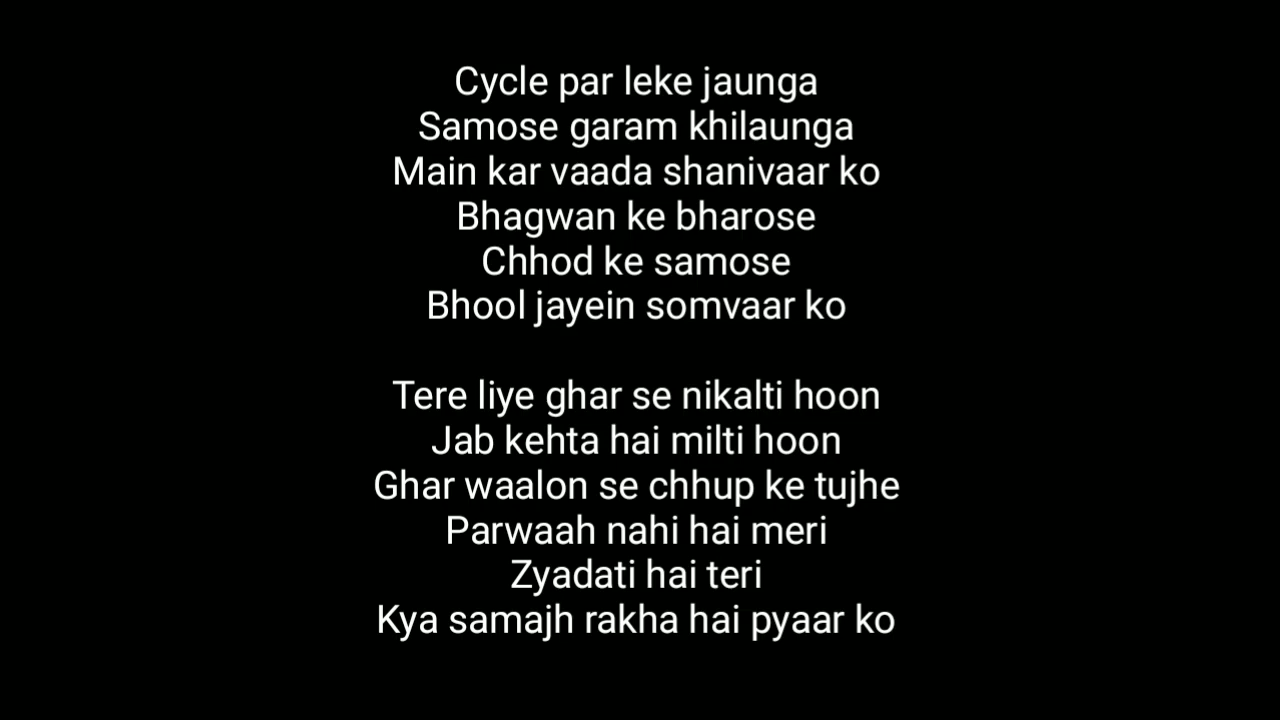 Cycle par leke jaunga
Samose garam khilaunga
Main kar vaada shanivaar ko
Bhagwan ke bharose
Chhod ke samose
Bhool jayein somvaar ko
Tere liye ghar se nikalti hoon
Jab kehta hai milti hoon
Ghar waalon se chhup ke tujhe
Parwaah nahi hai meri
Zyadati hai teri
Kya samajh rakha hai pyaar ko